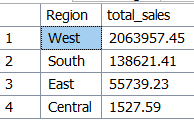 Region total_sales
1 West 2063957.45
2 South 138621.41
3 East 55739.23
4 Central 1527.59